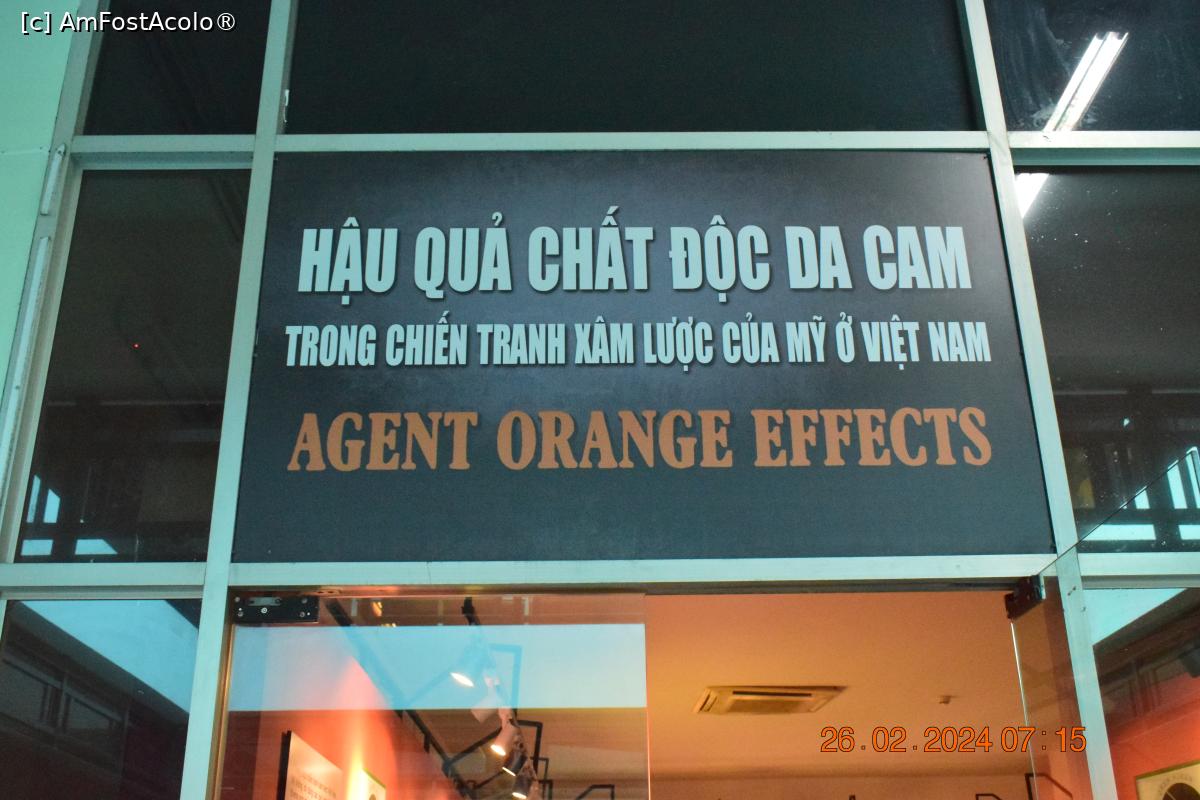 [c] AmFostAcolo®
HẬU QUẢ CHẤT ĐỘC DA CAM
TRONG CHIẾN TRANH XÂM LƯỢC CỦA MỸ Ở VIỆT NAM
AGENT ORANGE EFFECTS
26.02.2024 07:15